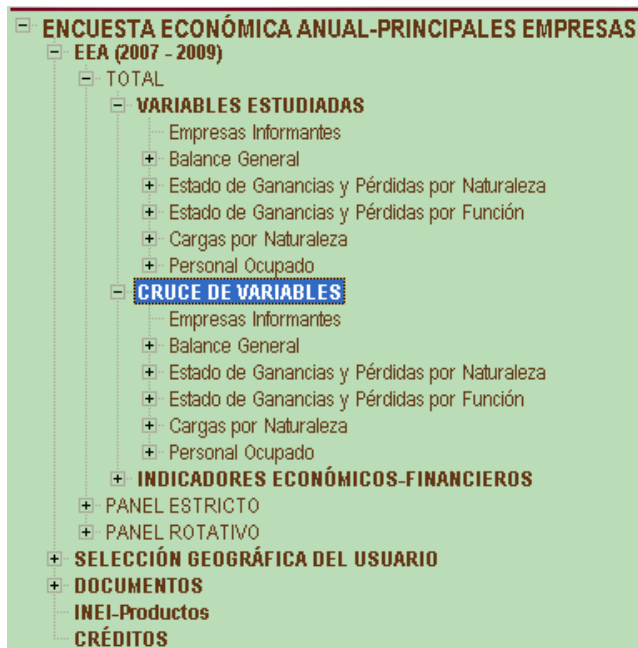 ENCUESTA ECONÓMICA ANUAL-PRINCIPALES EMPRESAS
EEA (2007 - 2009)
TOTAL
VARIABLES ESTUDIADAS
Empresas Informantes
Balance General
Estado de Ganancias y Pérdidas por Naturaleza
Estado de Ganancias y Pérdidas por Función
Cargas por Naturaleza
Personal Ocupado
CRUCE DE VARIABLES
Empresas Informantes
Balance General
Estado de Ganancias y Pérdidas por Naturaleza
Estado de Ganancias y Pérdidas por Función
Cargas por Naturaleza
Personal Ocupado
INDICADORES ECONÓMICOS-FINANCIEROS
PANEL ESTRICTO
PANEL ROTATIVO
SELECCIÓN GEOGRÁFICA DEL USUARIO
DOCUMENTOS
INEI-Productos
CRÉDITOS